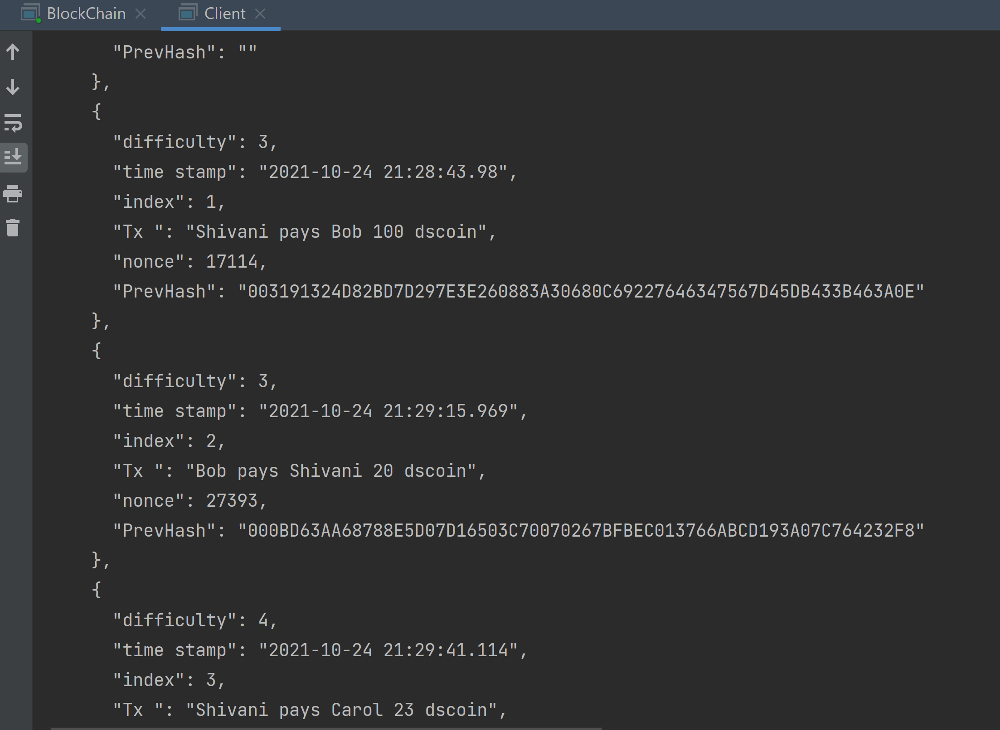 BlockChain
Client
"PrevHash": ""
},
{
"difficulty": 3,
"time stamp": "2021-10-24 21:28:43.98",
"index": 1,
"Tx ": "Shivani pays Bob 100 dscoin",
"nonce": 17114,
"PrevHash": "003191324D82BD7D297E3E260883A30680C69227646347567D45DB433B463A0E"
},
{
"difficulty": 3,
"time stamp": "2021-10-24 21:29:15.969",
"index": 2,
"Tx ": "Bob pays Shivani 20 dscoin",
"nonce": 27393,
"PrevHash": "000BD63AA68788E5D07D16503C70070267BFBEC013766ABCD193A07C764232F8"
},
{
"difficulty": 4,
"time stamp": "2021-10-24 21:29:41.114",
"index": 3,
"Tx ": "Shivani pays Carol 23 dscoin",